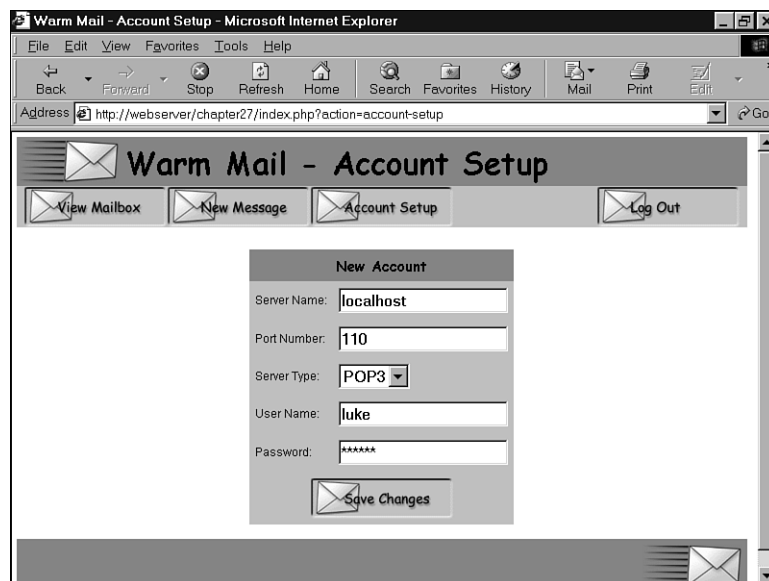 Warm Mail - Account Setup - Microsoft Internet Explorer
File Edit View Favorites Tools Help
Back Forward Stop Refresh Home Search Favorites History Mail Print Edit
Address http://webserver/chapter27/index.php?action=account-setup Go
Warm Mail - Account Setup
View Mailbox New Message Account Setup Log Out
New Account
Server Name: localhost
Port Number: 110
Server Type: POP3
User Name: luke
Password: ******
Save Changes